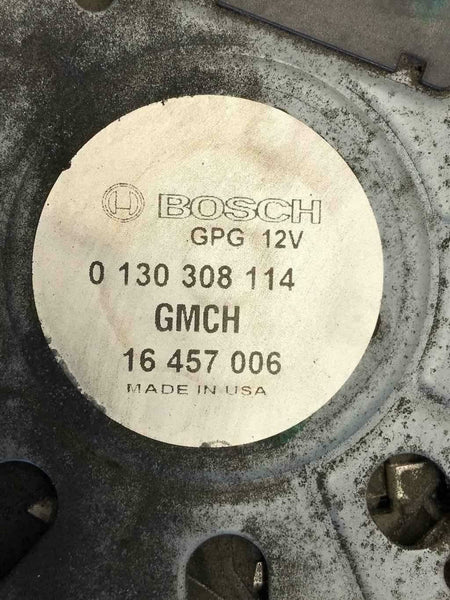 BOSCH
GPG 12V
0 130 308 114
GMCH
16 457 006
MADE IN USA